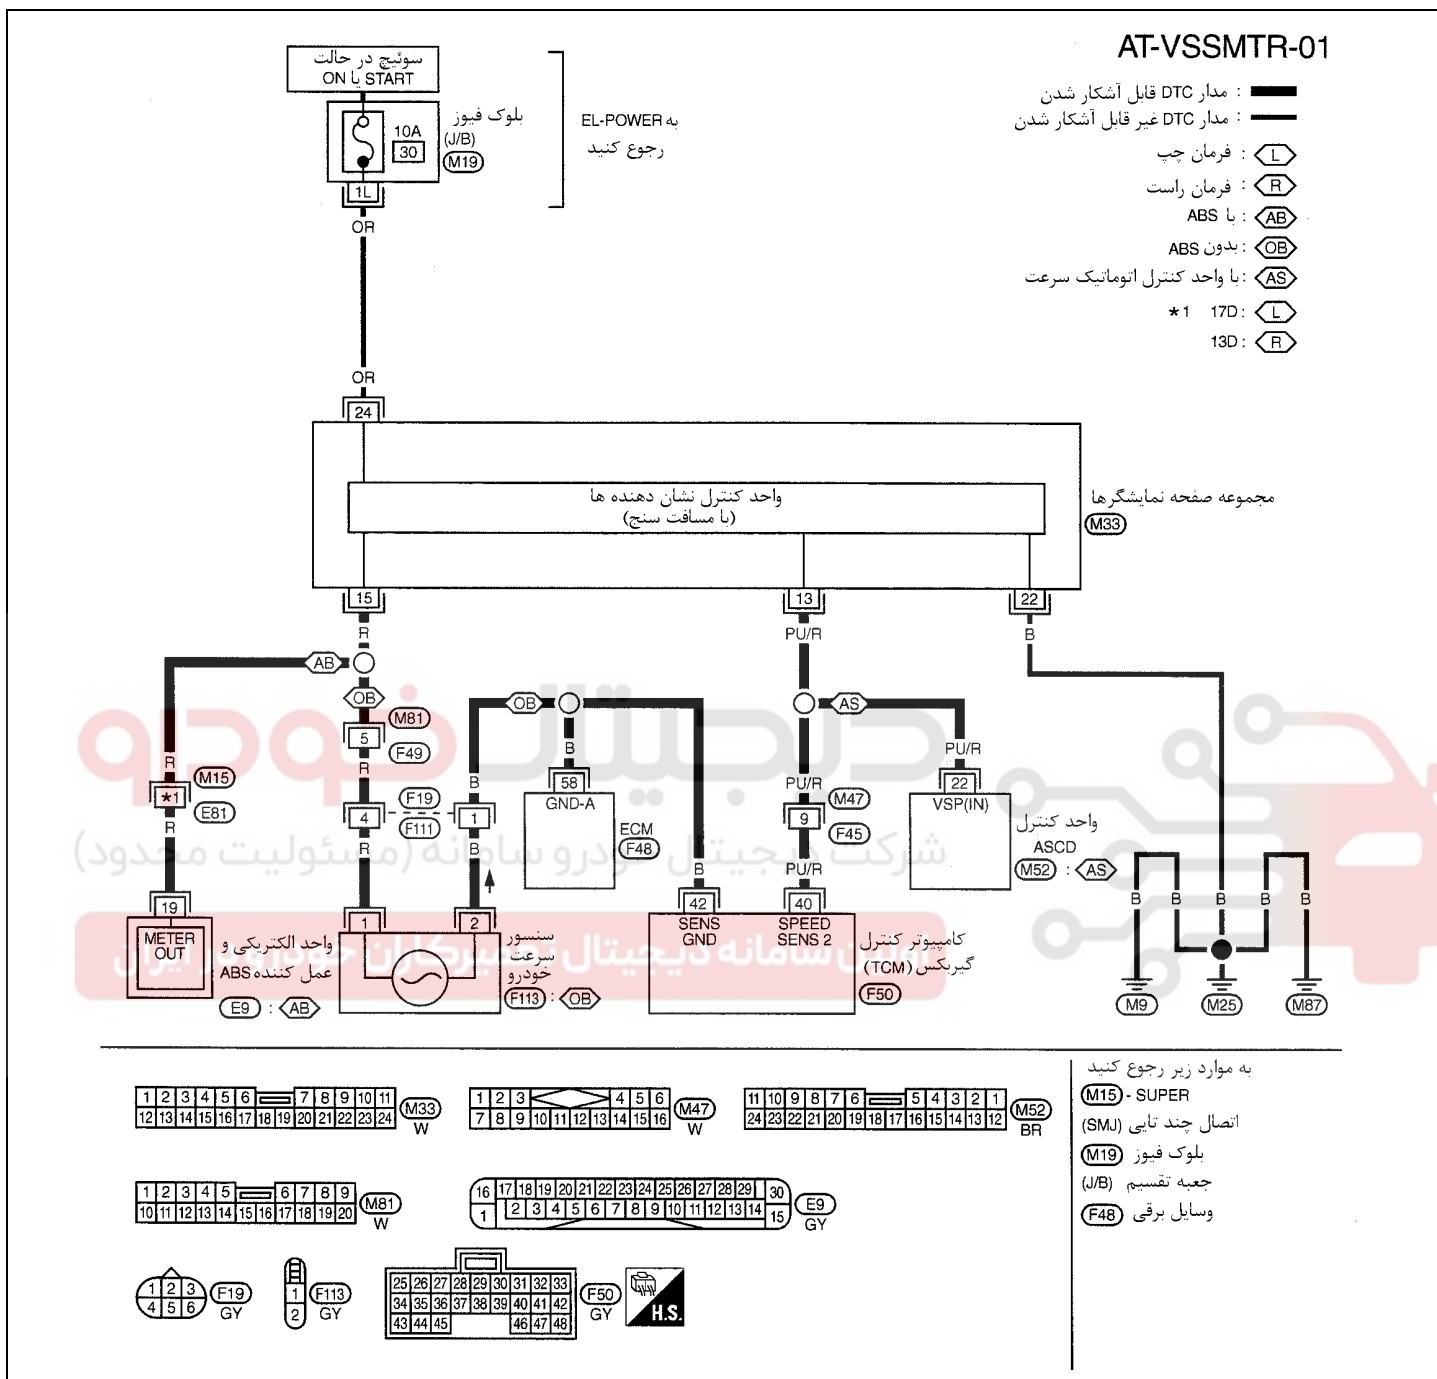 AT-VSSMTR-01
سوئیچ در حالت
ON یا START
بلوک فیوز
(J/B)
M19
10A
30
1L
OR
به EL-POWER
رجوع کنید
مدار DTC قابل آشکار شدن :
مدار DTC غیر قابل آشکار شدن :
L : فرمان چپ
R : فرمان راست
AB : با ABS
OB : بدون ABS
AS : با واحد کنترل اتوماتیک سرعت
*1 17D : L
13D : R
OR
24
واحد کنترل نشان دهنده ها
(با مسافت سنج)
مجموعه صفحه نمایشگرها
M33
15
13
22
R
PU/R
B
AB
OB
OB
AS
M81
5
F49
R
R
B
B
PU/R
PU/R
M15
*1
E81
R
F19
4
1
F111
R
B
58
GND-A
ECM
F48
M47
9
F45
PU/R
22
VSP(IN)
واحد کنترل
ASCD
M52 : AS
B
B
B
B
B
19
METER
OUT
واحد الکتریکی و
عمل کننده ABS
E9 : AB
1
2
سنسور
سرعت
خودرو
F113 : OB
42
SENS
GND
40
SPEED
SENS 2
کامپیوتر کنترل
گیربکس (TCM)
F50
M9
M25
M87
دیجیتال خودرو
شرکت دیجیتال خودرو سامانه (مسئولیت محدود)
اولین سامانه دیجیتال تعمیرکاران خودرو در ایران
1 2 3 4 5 6 7 8 9 10 11
12 13 14 15 16 17 18 19 20 21 22 23 24
M33
W
1 2 3 4 5 6
7 8 9 10 11 12 13 14 15 16
M47
W
11 10 9 8 7 6 5 4 3 2 1
24 23 22 21 20 19 18 17 16 15 14 13 12
M52
BR
1 2 3 4 5 6 7 8 9
10 11 12 13 14 15 16 17 18 19 20
M81
W
16 17 18 19 20 21 22 23 24 25 26 27 28 29 30
1 2 3 4 5 6 7 8 9 10 11 12 13 14 15
E9
GY
1 2 3
4 5 6
F19
GY
1
2
F113
GY
25 26 27 28 29 30 31 32 33
34 35 36 37 38 39 40 41 42
43 44 45 46 47 48
F50
GY
H.S.
به موارد زیر رجوع کنید
M15 - SUPER
اتصال چند تایی (SMJ)
M19 بلوک فیوز
جعبه تقسیم (J/B)
F48 وسایل برقی